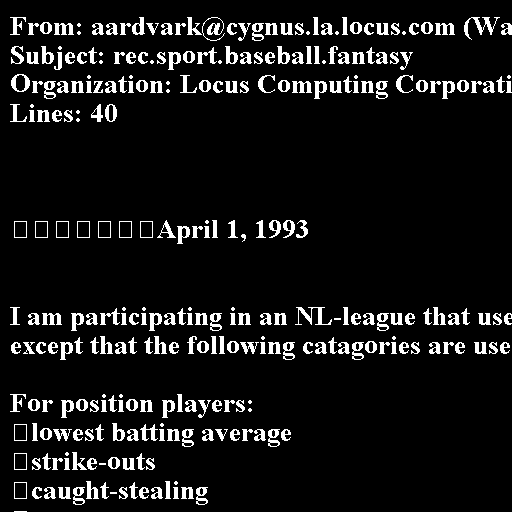 From: aardvark@cygnus.la.locus.com (Wa
Subject: rec.sport.baseball.fantasy
Organization: Locus Computing Corporati
Lines: 40
□□□□□□□April 1, 1993
I am participating in an NL-league that use
except that the following catagories are use
For position players:
□lowest batting average
□strike-outs
□caught-stealing